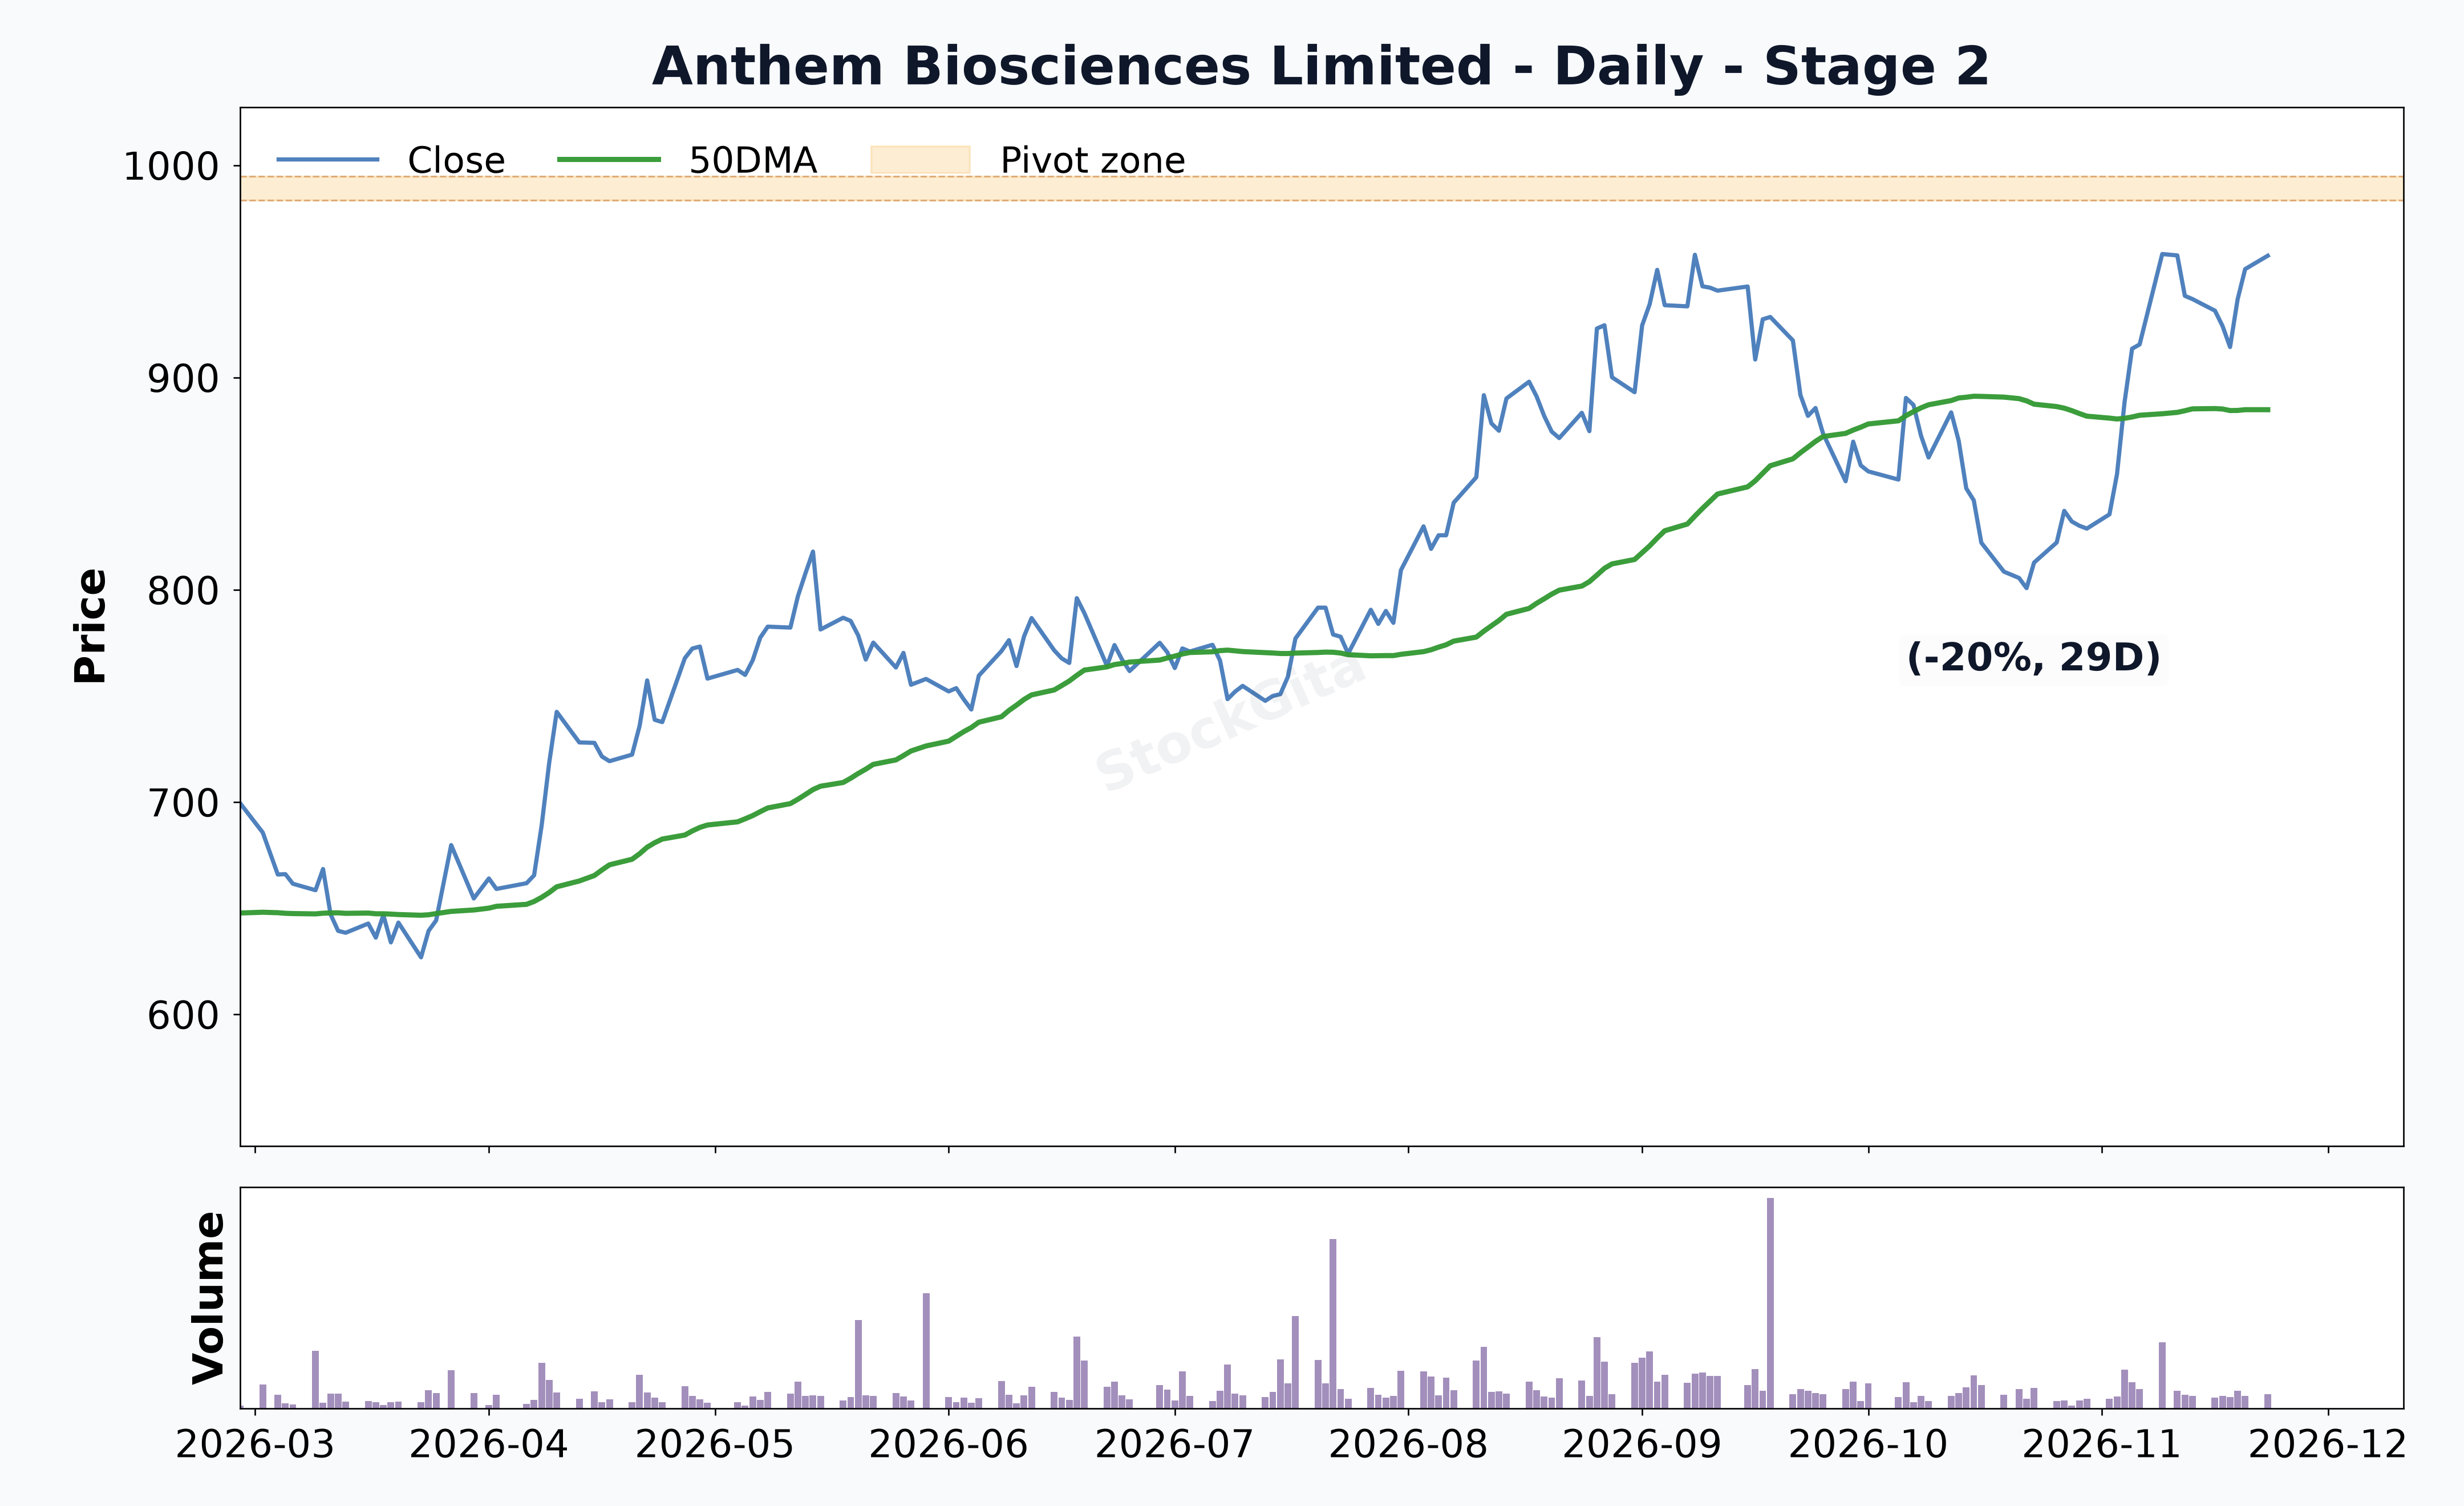 Anthem Biosciences Limited - Daily - Stage 2
Close 50DMA Pivot zone
1000
900
800
700
600
Price
(-20%, 29D)
StockGita
Volume
2026-03 2026-04 2026-05 2026-06 2026-07 2026-08 2026-09 2026-10 2026-11 2026-12